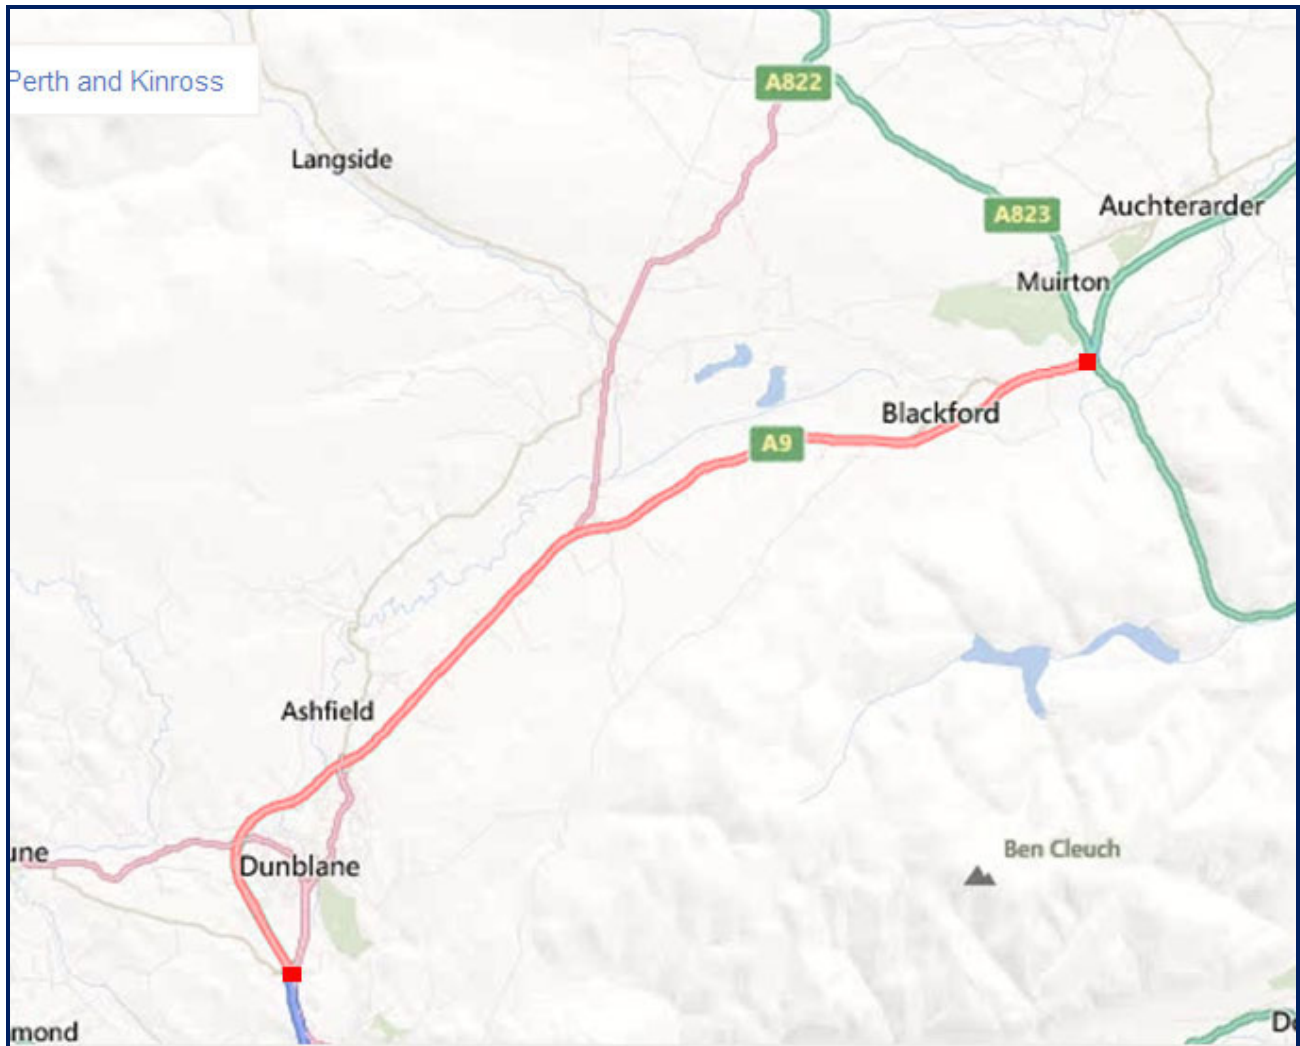 Perth and Kinross
A822
Langside
A823
Auchterarder
Muirton
Blackford
A9
Ashfield
Ben Cleuch
une
Dunblane
mond